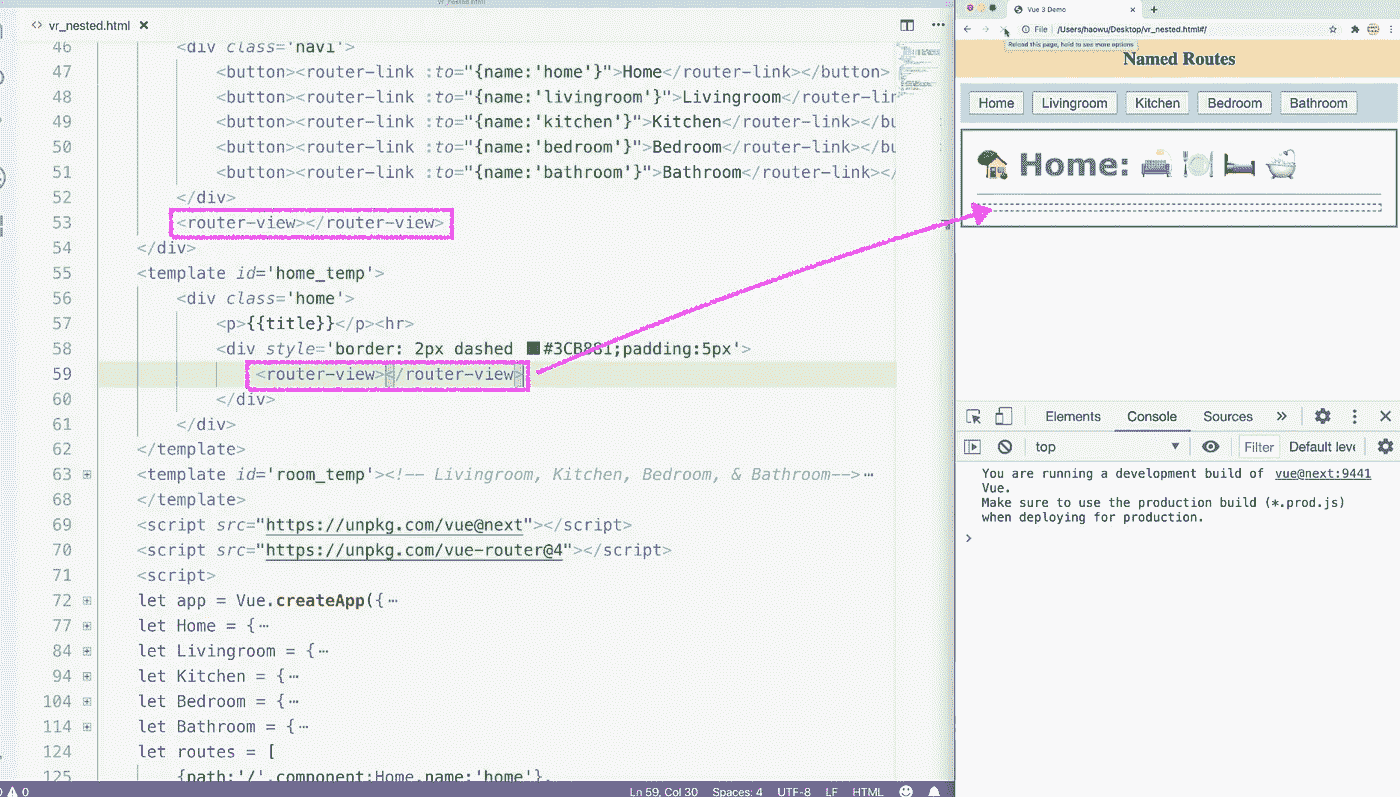 vr_nested.html
vr_nested.html
46 <div class='navi'>
47 <button><router-link :to="{name:'home'}">Home</router-link></button>
48 <button><router-link :to="{name:'livingroom'}">Livingroom</router-lin
49 <button><router-link :to="{name:'kitchen'}">Kitchen</router-link></bu
50 <button><router-link :to="{name:'bedroom'}">Bedroom</router-link></bu
51 <button><router-link :to="{name:'bathroom'}">Bathroom</router-link></
52 </div>
53 <router-view></router-view>
54 </div>
55 <template id='home_temp'>
56 <div class='home'>
57 <p>{{title}}</p><hr>
58 <div style='border: 2px dashed #3CB881;padding:5px'>
59 <router-view></router-view>
60 </div>
61 </div>
62 </template>
63 <template id='room_temp'><!-- Livingroom, Kitchen, Bedroom, & Bathroom-->…
68 </template>
69 <script src="https://unpkg.com/vue@next"></script>
70 <script src="https://unpkg.com/vue-router@4"></script>
71 <script>
72 let app = Vue.createApp({…
77 let Home = {…
84 let Livingroom = {…
94 let Kitchen = {…
104 let Bedroom = {…
114 let Bathroom = {…
124 let routes = [
125 {path:'/',component:Home,name:'home'},
0 Ln 59, Col 30 Spaces: 4 UTF-8 LF HTML
Vue 3 Demo
File /Users/haowu/Desktop/vr_nested.html#/
Reload this page, hold to see more options
Named Routes
Home Livingroom Kitchen Bedroom Bathroom
Home:
Elements Console Sources »
top Filter Default leve
You are running a development build of vue@next:9441
Vue.
Make sure to use the production build (*.prod.js)
when deploying for production.
>